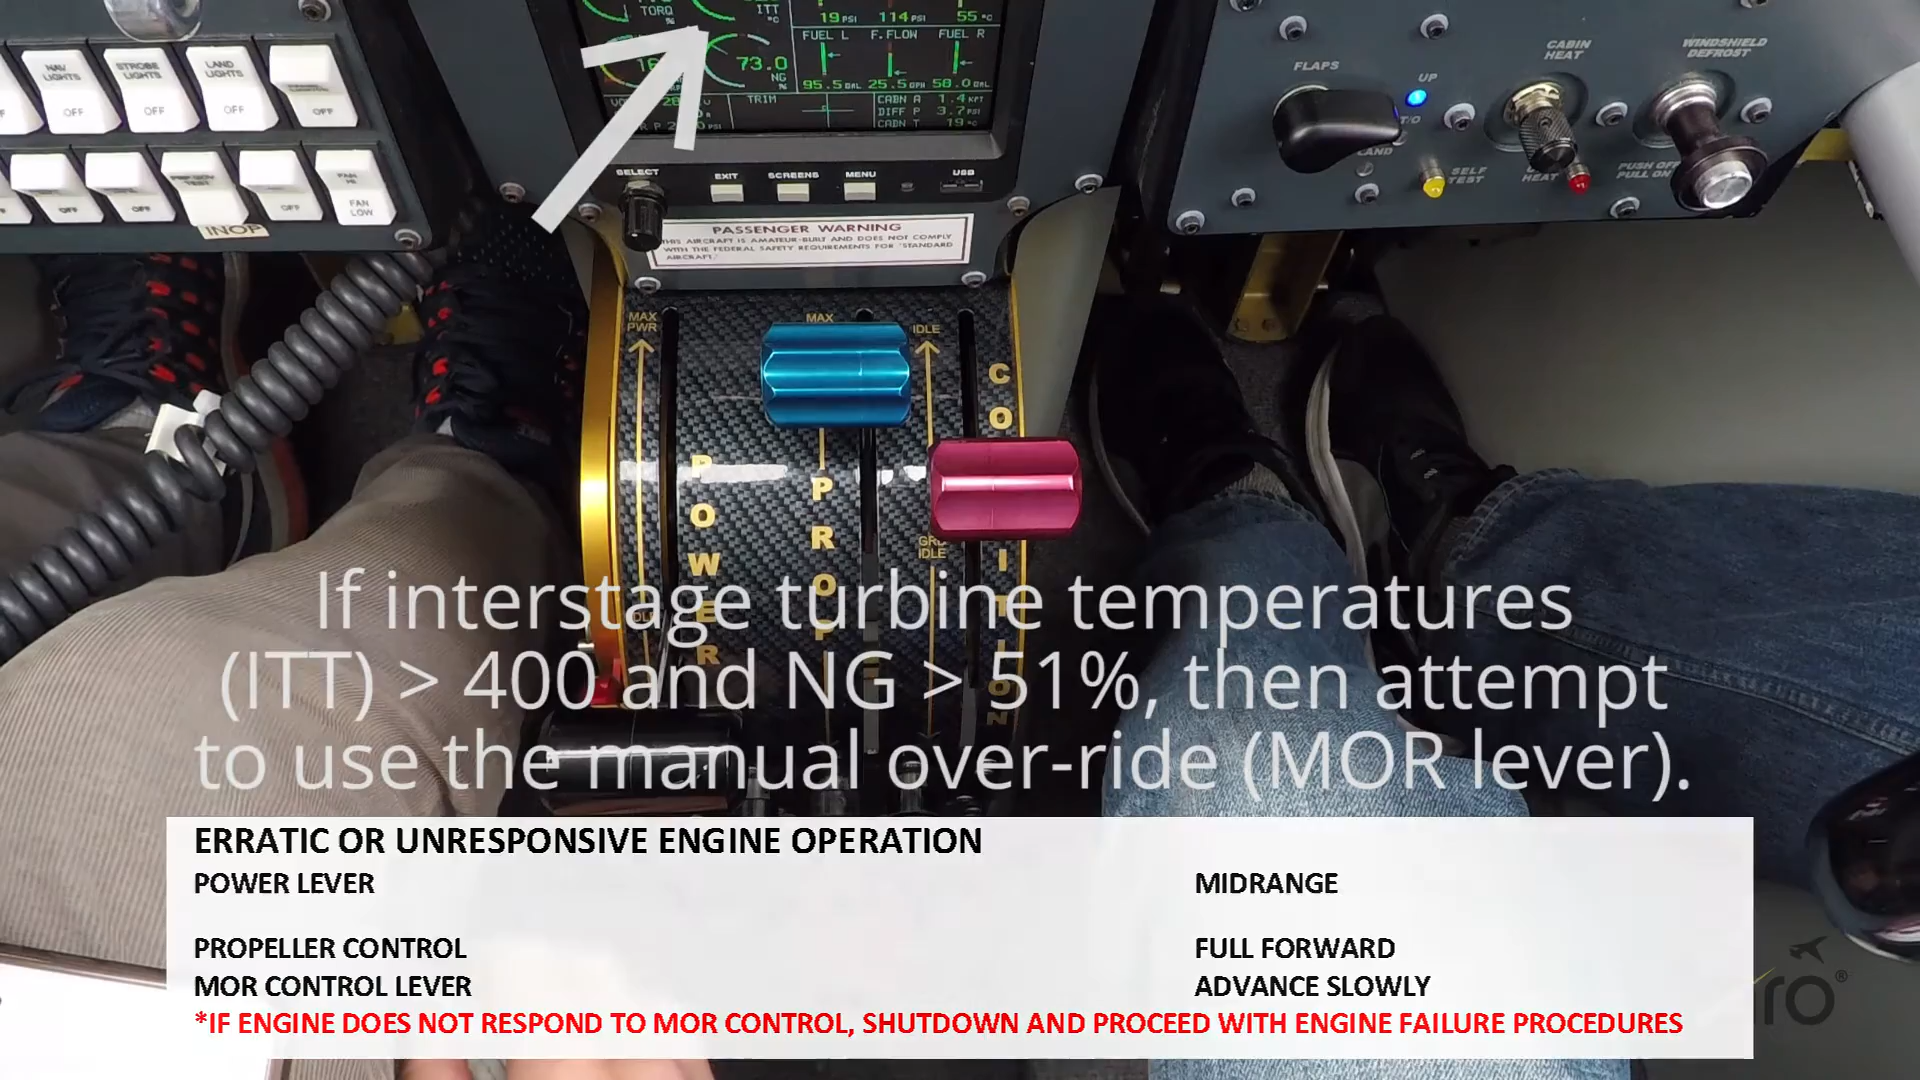 TORQ
%
ITT
°C
19 PSI
114 PSI
55 °C
FUEL L
F.FLOW
FUEL R
73.0
NG
%
95.5 GAL
25.5 GPH
58.0 GAL
TRIM
CABN A 1.4 KFT
DIFF P 3.7 PSI
CABN T 19 °C
NAV LIGHTS
STROBE LIGHTS
LAND LIGHTS
OFF
OFF
OFF
OFF
OFF
OFF
OFF
FAN HI
FAN LOW
INOP
SELECT
EXIT
SCREENS
MENU
USB
PASSENGER WARNING
THIS AIRCRAFT IS AMATEUR-BUILT AND DOES NOT COMPLY
WITH THE FEDERAL SAFETY REQUIREMENTS FOR 'STANDARD
AIRCRAFT.'
FLAPS
UP
T/O
LAND
SELF TEST
CABIN HEAT
HEAT
WINDSHIELD DEFROST
PUSH OFF
PULL ON
MAX PWR
MAX
IDLE
POWER
PROP
CONDITION
GRD IDLE
If interstage turbine temperatures
(ITT) > 400 and NG > 51%, then attempt
to use the manual over-ride (MOR lever).
ERRATIC OR UNRESPONSIVE ENGINE OPERATION
POWER LEVER MIDRANGE
PROPELLER CONTROL FULL FORWARD
MOR CONTROL LEVER ADVANCE SLOWLY
*IF ENGINE DOES NOT RESPOND TO MOR CONTROL, SHUTDOWN AND PROCEED WITH ENGINE FAILURE PROCEDURES